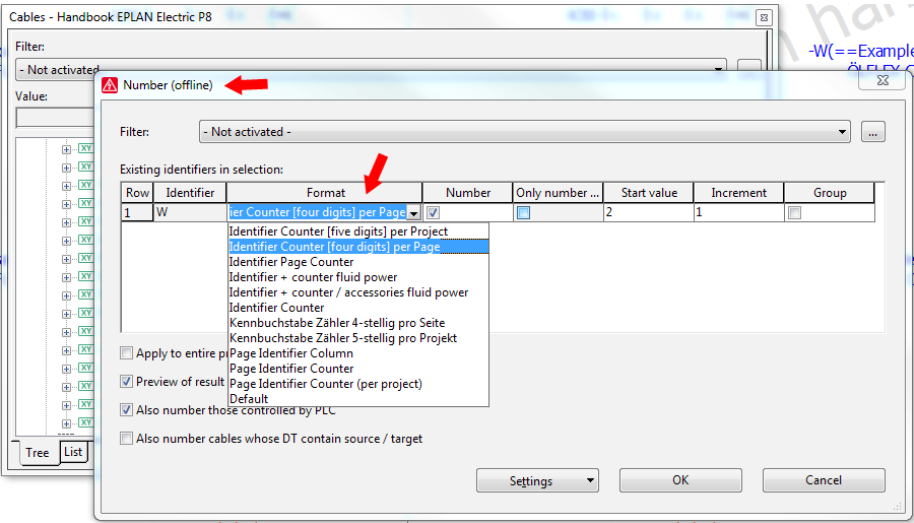 Cables - Handbook EPLAN Electric P8
Filter:
- Not activated
...
Value:
-W(==Example
ÖLFLEX C
Number (offline)
Filter:
- Not activated -
...
Existing identifiers in selection:
Row Identifier Format Number Only number ... Start value Increment Group
1 W ier Counter [four digits] per Page 2 1
Identifier Counter [five digits] per Project
Identifier Counter [four digits] per Page
Identifier Page Counter
Identifier + counter fluid power
Identifier + counter / accessories fluid power
Identifier Counter
Kennbuchstabe Zähler 4-stellig pro Seite
Kennbuchstabe Zähler 5-stellig pro Projekt
Page Identifier Column
Page Identifier Counter
Page Identifier Counter (per project)
Default
Apply to entire pr
Preview of result
Also number those controlled by PLC
Also number cables whose DT contain source / target
Tree List
Settings OK Cancel